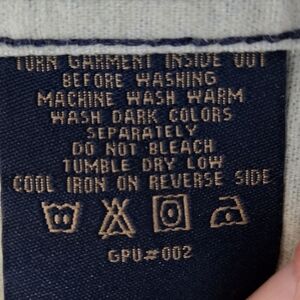 TURN GARMENT INSIDE OUT
BEFORE WASHING
MACHINE WASH WARM
WASH DARK COLORS
SEPARATELY
DO NOT BLEACH
TUMBLE DRY LOW
COOL IRON ON REVERSE SIDE
GPU#002